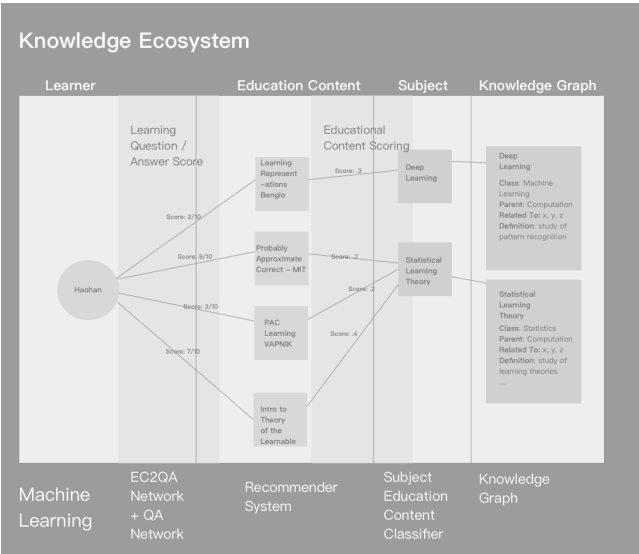 Knowledge Ecosystem
Learner
Education Content
Subject
Knowledge Graph
Learning
Question /
Answer Score
Educational
Content Scoring
Learning
Represent
-ations
Bengio
Score: .3
Deep
Learning
Deep
Learning
Class: Machine
Learning
Parent: Computation
Related To: x, y, z
Definition: study of
pattern recognition
Score: 2/10
Score: 8/10
Score: 3/10
Score: 7/10
Haohan
Probably
Approximate
Correct - MIT
Score: .2
Score: .2
Score: .4
Statistical
Learning
Theory
PAC
Learning
VAPNIK
Intro to
Theory
of the
Learnable
Statistical
Learning
Theory
Class: Statistics
Parent: Computation
Related To: x, y, z
Definition: study of
learning theories
....
Machine
Learning
EC2QA
Network
+ QA
Network
Recommender
System
Subject
Education
Content
Classifier
Knowledge
Graph